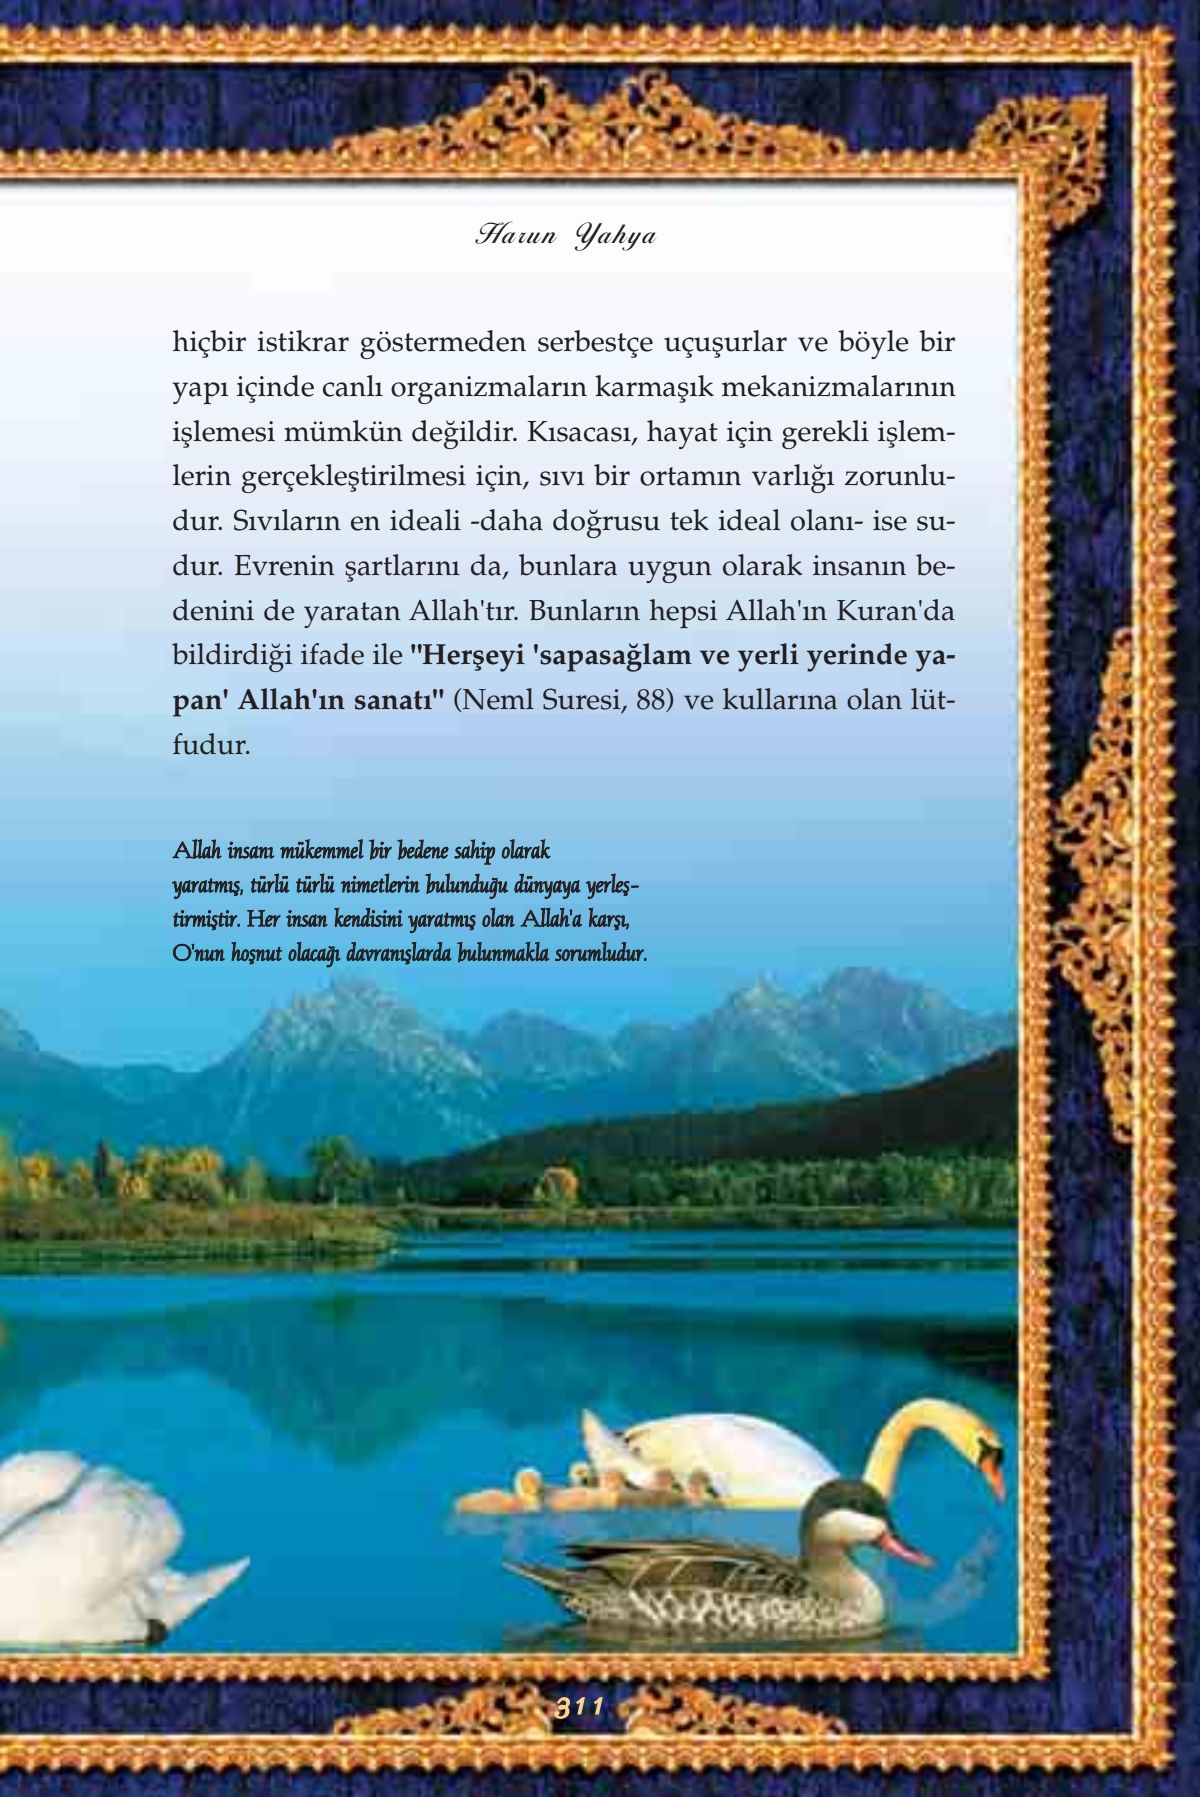 Harun Yahya
hiçbir istikrar göstermeden serbestçe uçuşurlar ve böyle bir
yapı içinde canlı organizmaların karmaşık mekanizmalarının
işlemesi mümkün değildir. Kısacası, hayat için gerekli işlem-
lerin gerçekleştirilmesi için, sıvı bir ortamın varlığı zorunlu-
dur. Sıvıların en ideali -daha doğrusu tek ideal olanı- ise su-
dur. Evrenin şartlarını da, bunlara uygun olarak insanın be-
denini de yaratan Allah'tır. Bunların hepsi Allah'ın Kuran'da
bildirdiği ifade ile "Herşeyi 'sapasağlam ve yerli yerinde ya-
pan' Allah'ın sanatı" (Neml Suresi, 88) ve kullarına olan lüt-
fudur.
Allah insanı mükemmel bir bedene sahip olarak
yaratmış, türlü türlü nimetlerin bulunduğu dünyaya yerleş-
tirmiştir. Her insan kendisini yaratmış olan Allah'a karşı,
O'nun hoşnut olacağı davranışlarda bulunmakla sorumludur.
311